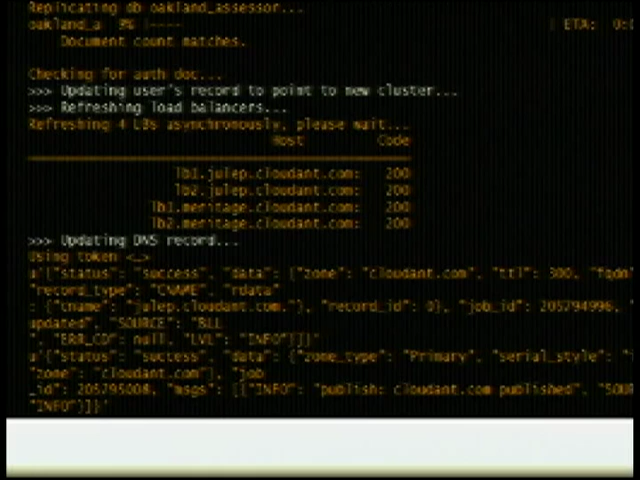 Replicating db oakland_assessor...
oakland_a 9% |---- | ETA: 0:0
Document count matches.
Checking for auth doc...
>>> Updating user's record to point to new cluster...
>>> Refreshing load balancers...
Refreshing 4 LBs asynchronously, please wait...
Host Code
lb1.julep.cloudant.com: 200
lb2.julep.cloudant.com: 200
lb1.meritage.cloudant.com: 200
lb2.meritage.cloudant.com: 200
>>> Updating DNS record...
Using token <>
u'{"status": "success", "data": {"zone": "cloudant.com", "ttl": 300, "fqdn"
"record_type": "CNAME", "rdata"
: {"cname": "julep.cloudant.com."}, "record_id": 0}, "job_id": 205794996,
updated", "SOURCE": "BLL
", "ERR_CD": null, "LVL": "INFO"}]}'
u'{"status": "success", "data": {"zone_type": "Primary", "serial_style":
"zone": "cloudant.com"}, "job
_id": 205795008, "msgs": [{"INFO": "publish: cloudant.com published", "SOUR
"INFO"}]}'